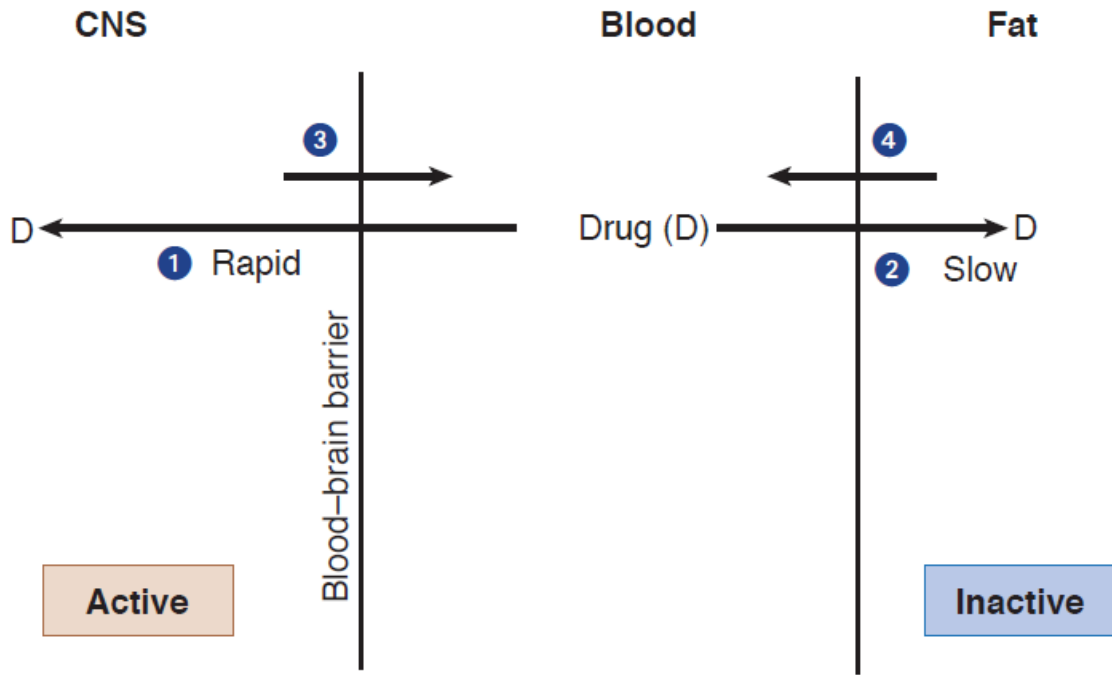 CNS
Blood
Fat
3
4
D
Drug (D)
D
1 Rapid
2 Slow
Blood–brain barrier
Active
Inactive